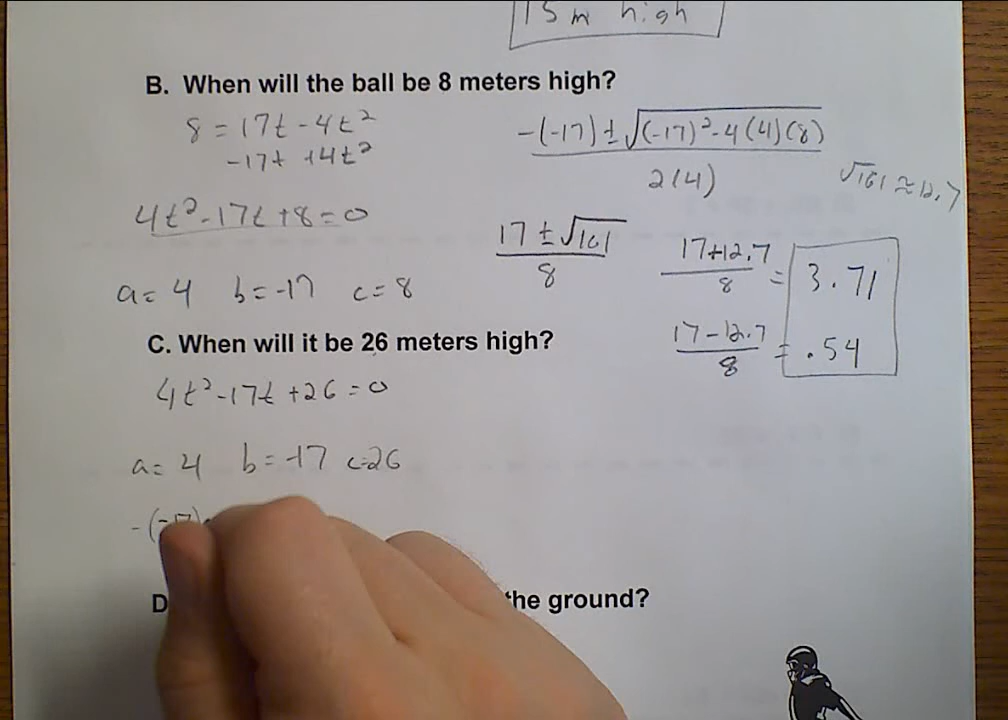 15 m high
B. When will the ball be 8 meters high?
8 = 17t - 4t²
-17t +4t²
4t² - 17t + 8 = 0
a = 4 b = -17 c = 8
-(-17) ± √(-17)² - 4(4)(8)
2(4)
√161 ≈ 12.7
17 ± √161
8
17+12.7
8
= 3.71
17-12.7
8
= .54
C. When will it be 26 meters high?
4t² - 17t + 26 = 0
a = 4 b = -17 c = 26
-(-17)
D
the ground?